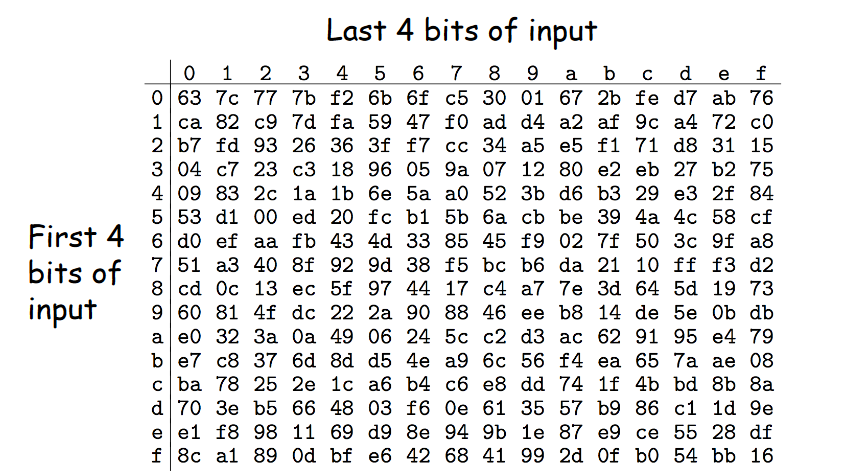 Last 4 bits of input
0 1 2 3 4 5 6 7 8 9 a b c d e f
0 63 7c 77 7b f2 6b 6f c5 30 01 67 2b fe d7 ab 76
1 ca 82 c9 7d fa 59 47 f0 ad d4 a2 af 9c a4 72 c0
2 b7 fd 93 26 36 3f f7 cc 34 a5 e5 f1 71 d8 31 15
3 04 c7 23 c3 18 96 05 9a 07 12 80 e2 eb 27 b2 75
4 09 83 2c 1a 1b 6e 5a a0 52 3b d6 b3 29 e3 2f 84
5 53 d1 00 ed 20 fc b1 5b 6a cb be 39 4a 4c 58 cf
First 4
6 d0 ef aa fb 43 4d 33 85 45 f9 02 7f 50 3c 9f a8
bits of
7 51 a3 40 8f 92 9d 38 f5 bc b6 da 21 10 ff f3 d2
8 cd 0c 13 ec 5f 97 44 17 c4 a7 7e 3d 64 5d 19 73
input
9 60 81 4f dc 22 2a 90 88 46 ee b8 14 de 5e 0b db
a e0 32 3a 0a 49 06 24 5c c2 d3 ac 62 91 95 e4 79
b e7 c8 37 6d 8d d5 4e a9 6c 56 f4 ea 65 7a ae 08
c ba 78 25 2e 1c a6 b4 c6 e8 dd 74 1f 4b bd 8b 8a
d 70 3e b5 66 48 03 f6 0e 61 35 57 b9 86 c1 1d 9e
e e1 f8 98 11 69 d9 8e 94 9b 1e 87 e9 ce 55 28 df
f 8c a1 89 0d bf e6 42 68 41 99 2d 0f b0 54 bb 16